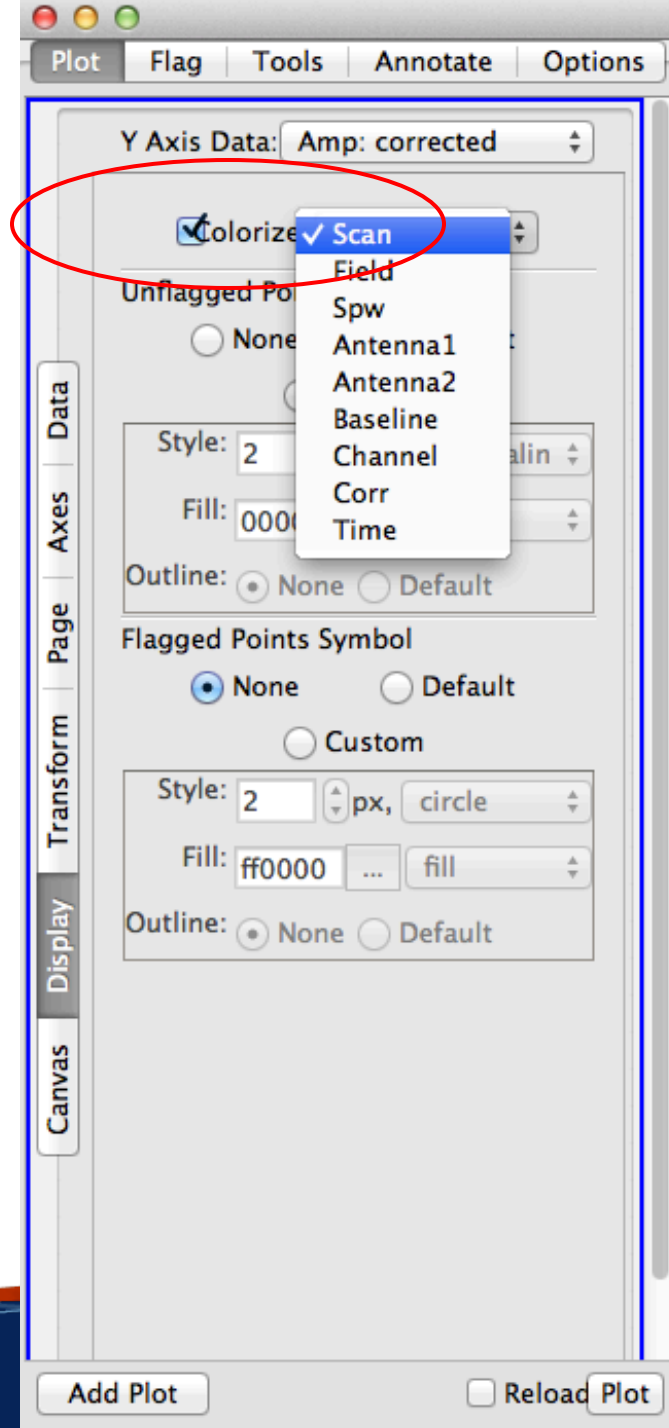 Plot Flag Tools Annotate Options
Y Axis Data: Amp: corrected
Colorize ✓ Scan
Field
Unflagged
Spw
None
Antenna1
Antenna2
Baseline
Style: 2 Channel
Corr
Fill:
Time
Outline: None Default
Flagged Points Symbol
None Default
Custom
Style: 2 px, circle
Fill: ff0000 ... fill
Outline: None Default
Data
Axes
Page
Transform
Display
Canvas
Add Plot Reload Plot